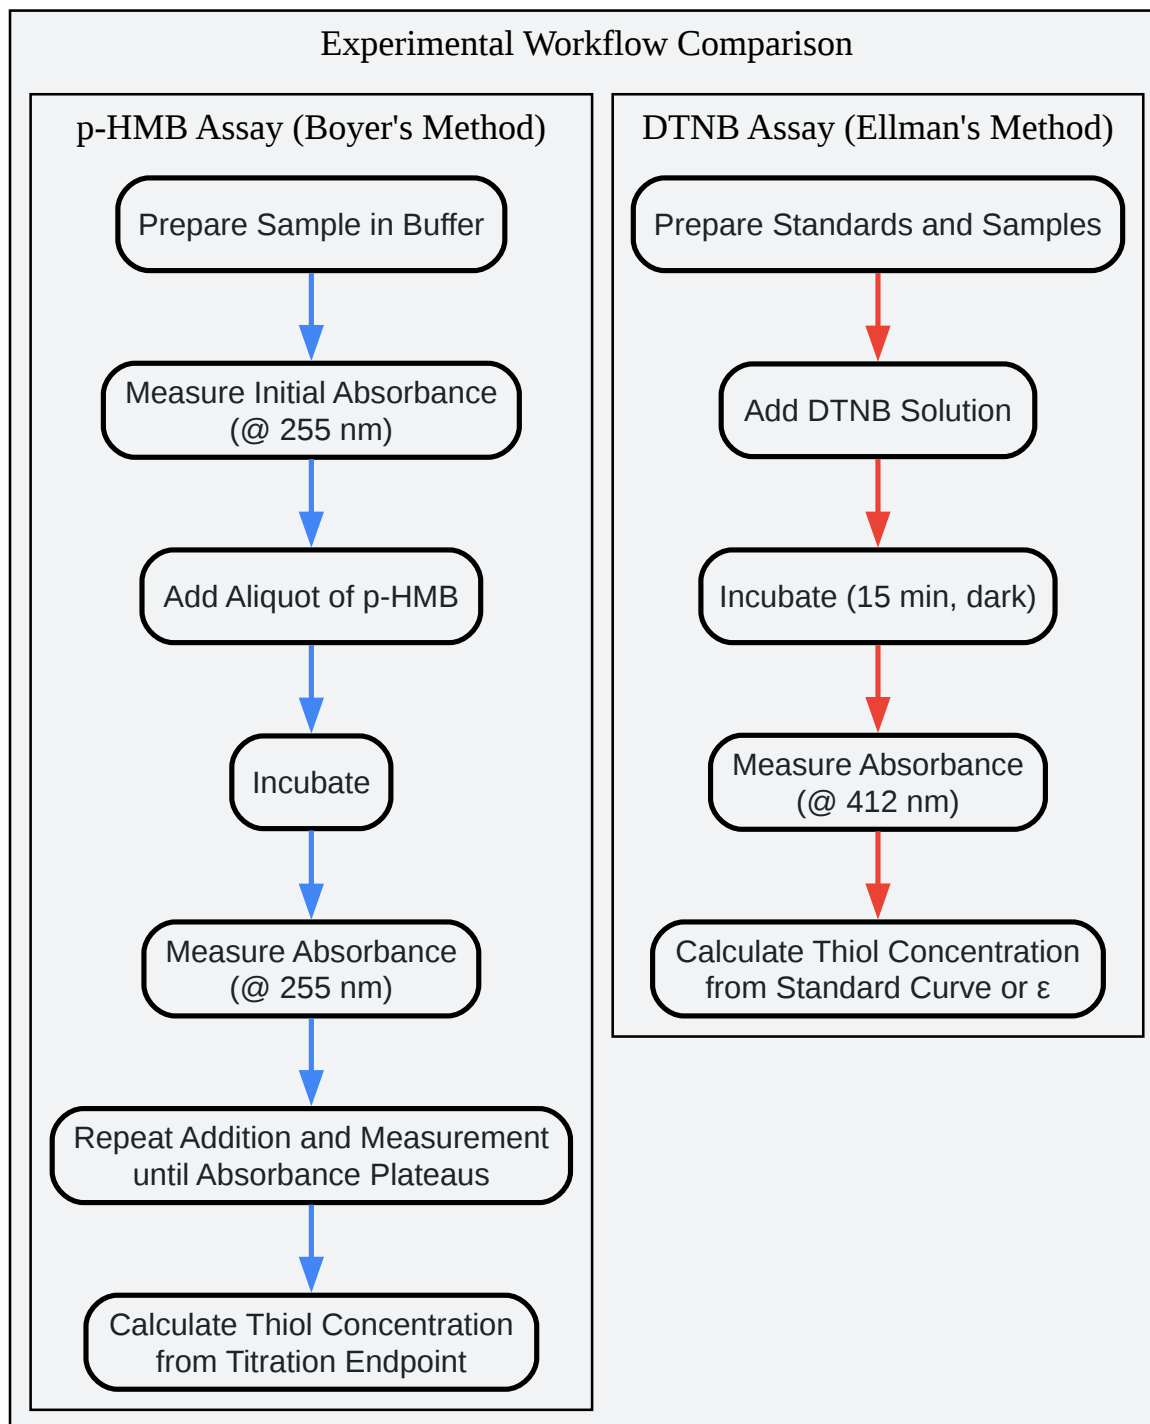 Experimental Workflow Comparison
p-HMB Assay (Boyer's Method)
Prepare Sample in Buffer
Measure Initial Absorbance
(@ 255 nm)
Add Aliquot of p-HMB
Incubate
Measure Absorbance
(@ 255 nm)
Repeat Addition and Measurement
until Absorbance Plateaus
Calculate Thiol Concentration
from Titration Endpoint
DTNB Assay (Ellman's Method)
Prepare Standards and Samples
Add DTNB Solution
Incubate (15 min, dark)
Measure Absorbance
(@ 412 nm)
Calculate Thiol Concentration
from Standard Curve or ε